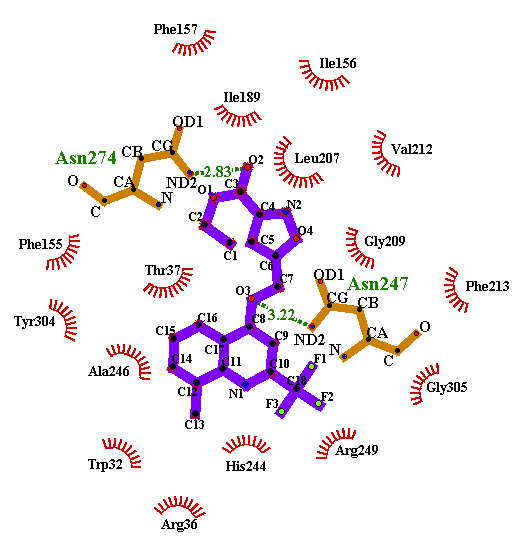 Phe157
Ile156
Ile189
OD1
Val212
Asn274
CB
CG
2.83
O2
Leu207
ND2
O
CA
O1
C3
C
N
C4
N2
C2
C5
O4
Phe155
C1
Gly209
C6
Thr37
C7
OD1
Asn247
Phe213
O3
CG
CB
Tyr304
C16
3.22
C8
ND2
O
C15
C17
C9
CA
N
C
Ala246
C14
C11
C10
F1
Gly305
C12
N1
C18
F3
F2
C13
Trp32
His244
Arg249
Arg36